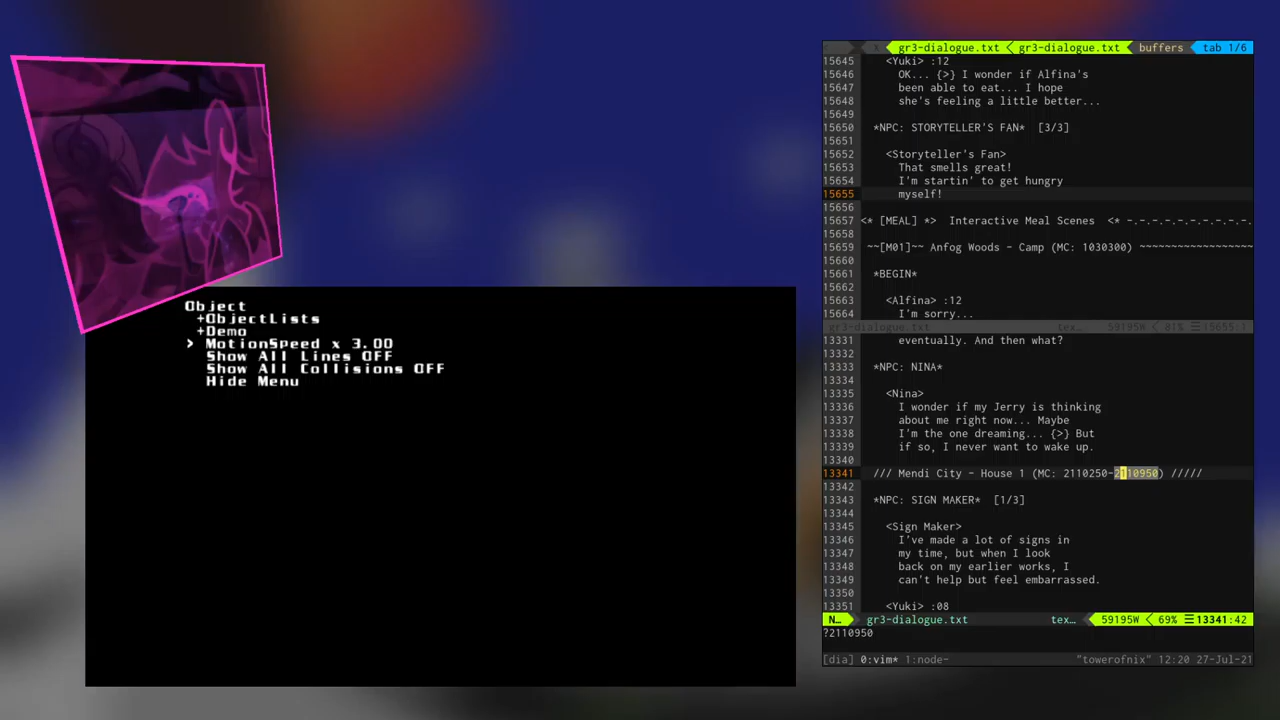 Object
+ObjectLists
+Demo
> MotionSpeed x 3.00
Show All Lines OFF
Show All Collisions OFF
Hide Menu
x gr3-dialogue.txt gr3-dialogue.txt buffers tab 1/6
15645 <Yuki> :12
15646 OK... {>} I wonder if Alfina's
15647 been able to eat... I hope
15648 she's feeling a little better...
15649
15650 *NPC: STORYTELLER'S FAN* [3/3]
15651
15652 <Storyteller's Fan>
15653 That smells great!
15654 I'm startin' to get hungry
15655 myself!
15656
15657 <* [MEAL] *> Interactive Meal Scenes <* -.-.-.-.-.-.-.-.-.
15658
15659 ~~[M01]~~ Anfog Woods - Camp (MC: 1030300) ~~~~~~~~~~~~~~~~~~
15660
15661 *BEGIN*
15662
15663 <Alfina> :12
15664 I'm sorry...
gr3-dialogue.txt tex… 59195W 81% ☰15655:1
13331 eventually. And then what?
13332
13333 *NPC: NINA*
13334
13335 <Nina>
13336 I wonder if my Jerry is thinking
13337 about me right now... Maybe
13338 I'm the one dreaming... {>} But
13339 if so, I never want to wake up.
13340
13341 /// Mendi City - House 1 (MC: 2110250-2110950) /////
13342
13343 *NPC: SIGN MAKER* [1/3]
13344
13345 <Sign Maker>
13346 I've made a lot of signs in
13347 my time, but when I look
13348 back on my earlier works, I
13349 can't help but feel embarrassed.
13350
13351 <Yuki> :08
N… gr3-dialogue.txt tex… 59195W 69% ☰13341:42
?2110950
[dia] 0:vim* 1:node- "towerofnix" 12:20 27-Jul-21